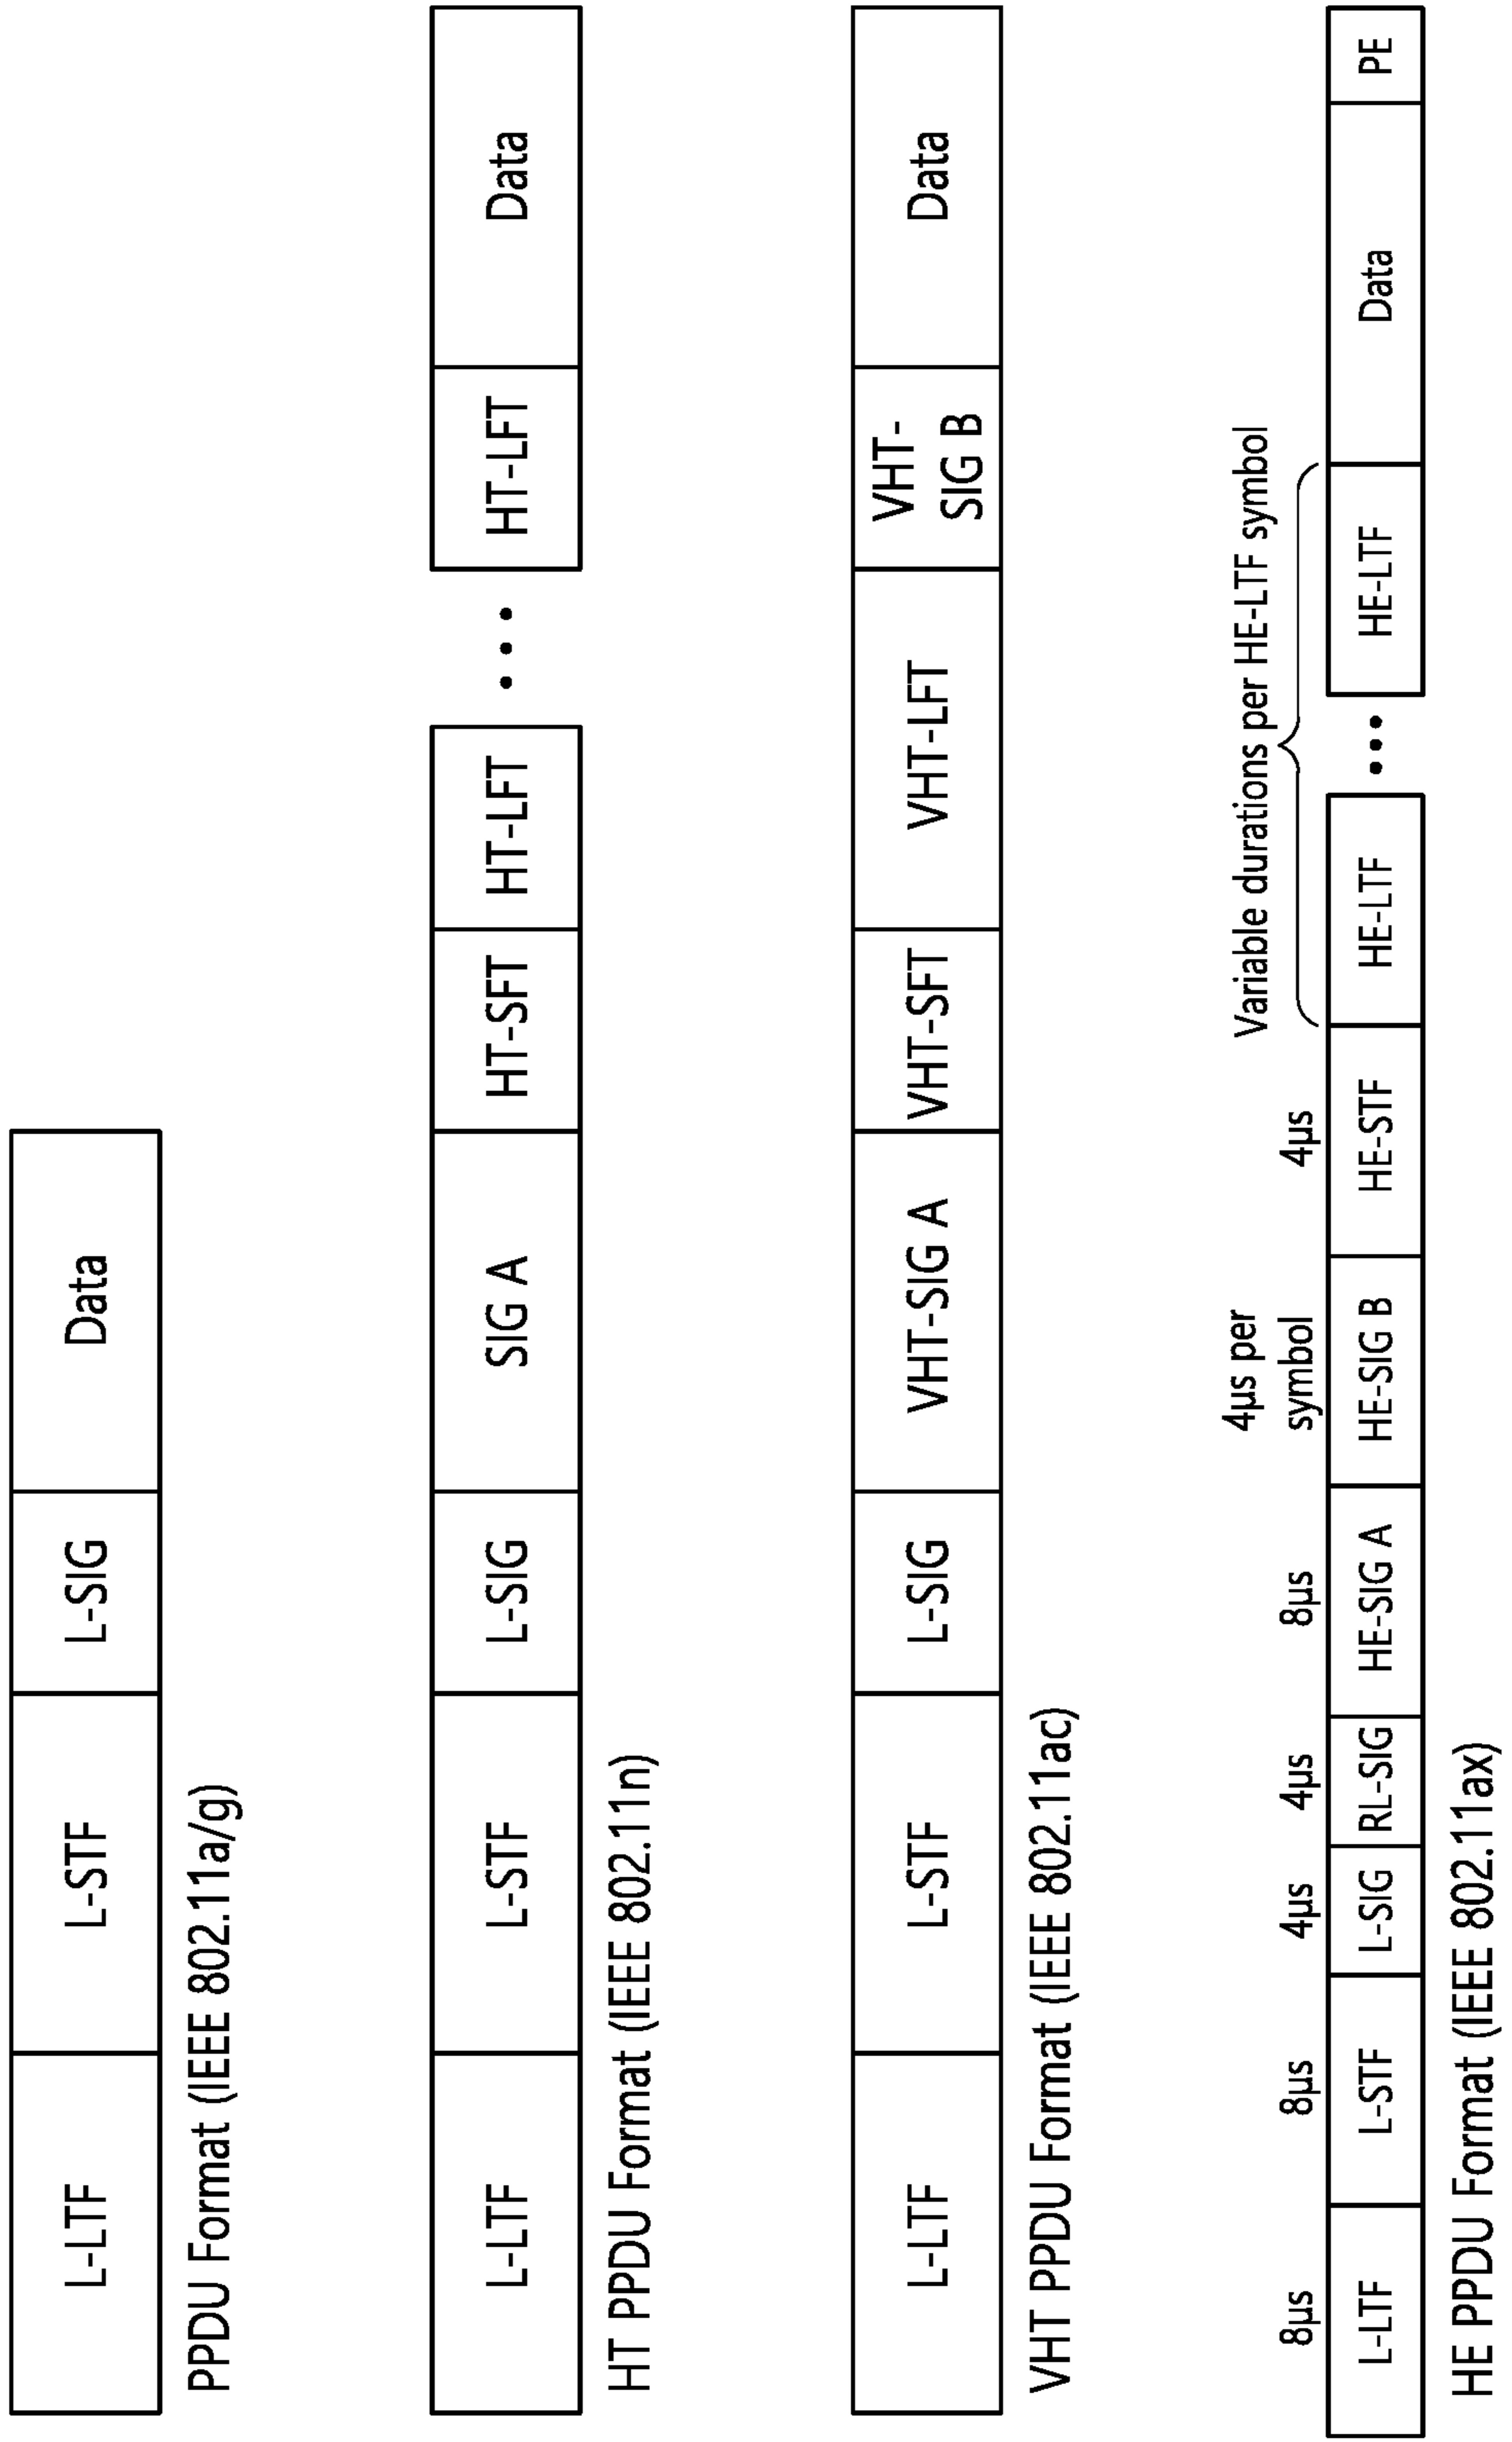 L-LTF L-STF L-SIG Data
PPDU Format (IEEE 802.11a/g)
L-LTF L-STF L-SIG SIG A HT-SFT HT-LFT ••• HT-LFT Data
HT PPDU Format (IEEE 802.11n)
L-LTF L-STF L-SIG VHT-SIG A VHT-SFT VHT-LFT VHT-
SIG B Data
VHT PPDU Format (IEEE 802.11ac)
Variable durations per HE-LTF symbol
4μs per
symbol
8μs 8μs 4μs 4μs 8μs 4μs
L-LTF L-STF L-SIG RL-SIG HE-SIG A HE-SIG B HE-STF HE-LTF ••• HE-LTF Data PE
HE PPDU Format (IEEE 802.11ax)